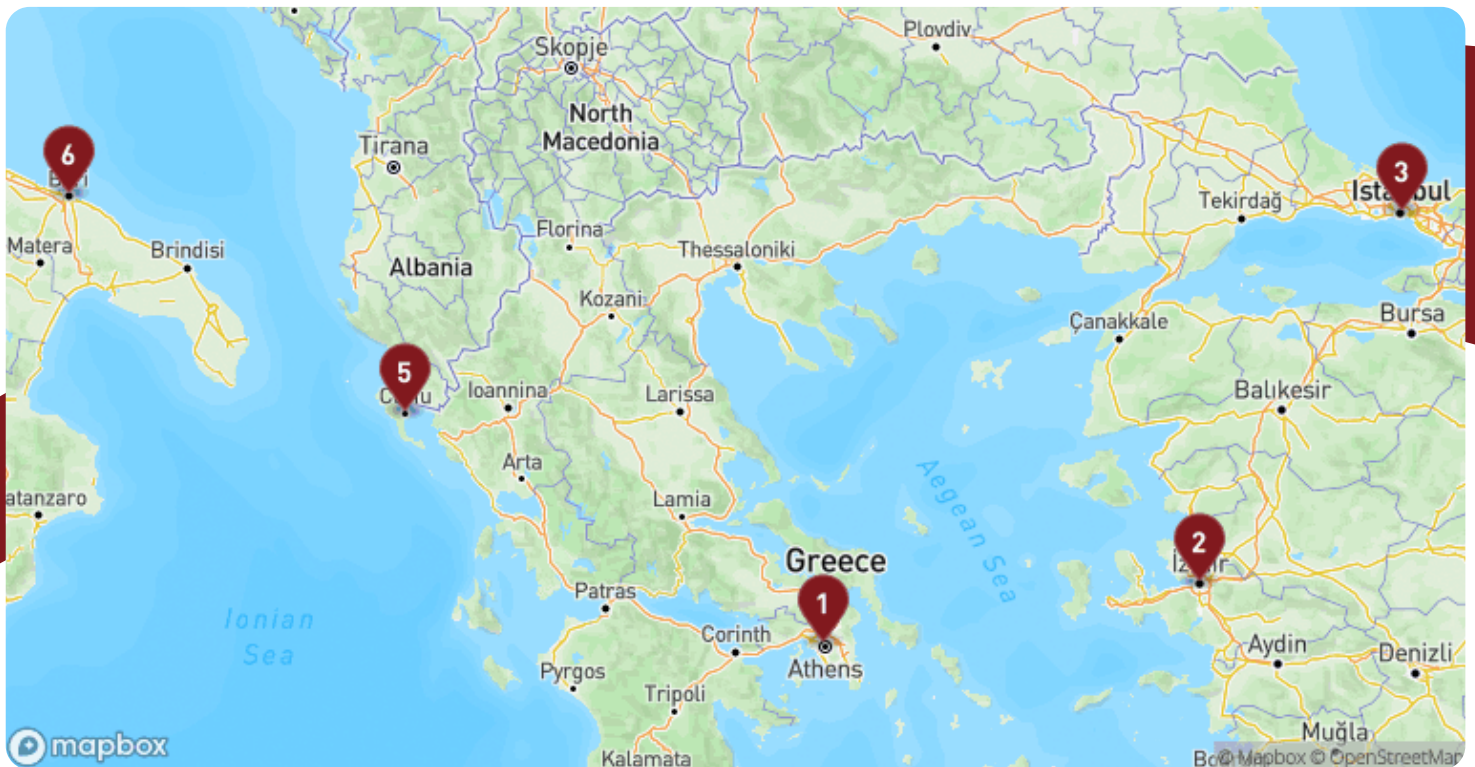 Plovdiv
Skopje
North
Macedonia
6
Tirana
3
Istanbul
Tekirdağ
Matera
Brindisi
Florina
Thessaloniki
Albania
Kozani
Çanakkale
Bursa
5
Ioannina
Larissa
Balıkesir
Arta
Aegean Sea
atanzaro
Lamia
2
İzmir
Greece
1
Patras
Ionian
Sea
Corinth
Athens
Aydin
Denizli
Pyrgos
Tripoli
Muğla
mapbox
Kalamata
© Mapbox © OpenStreetMap